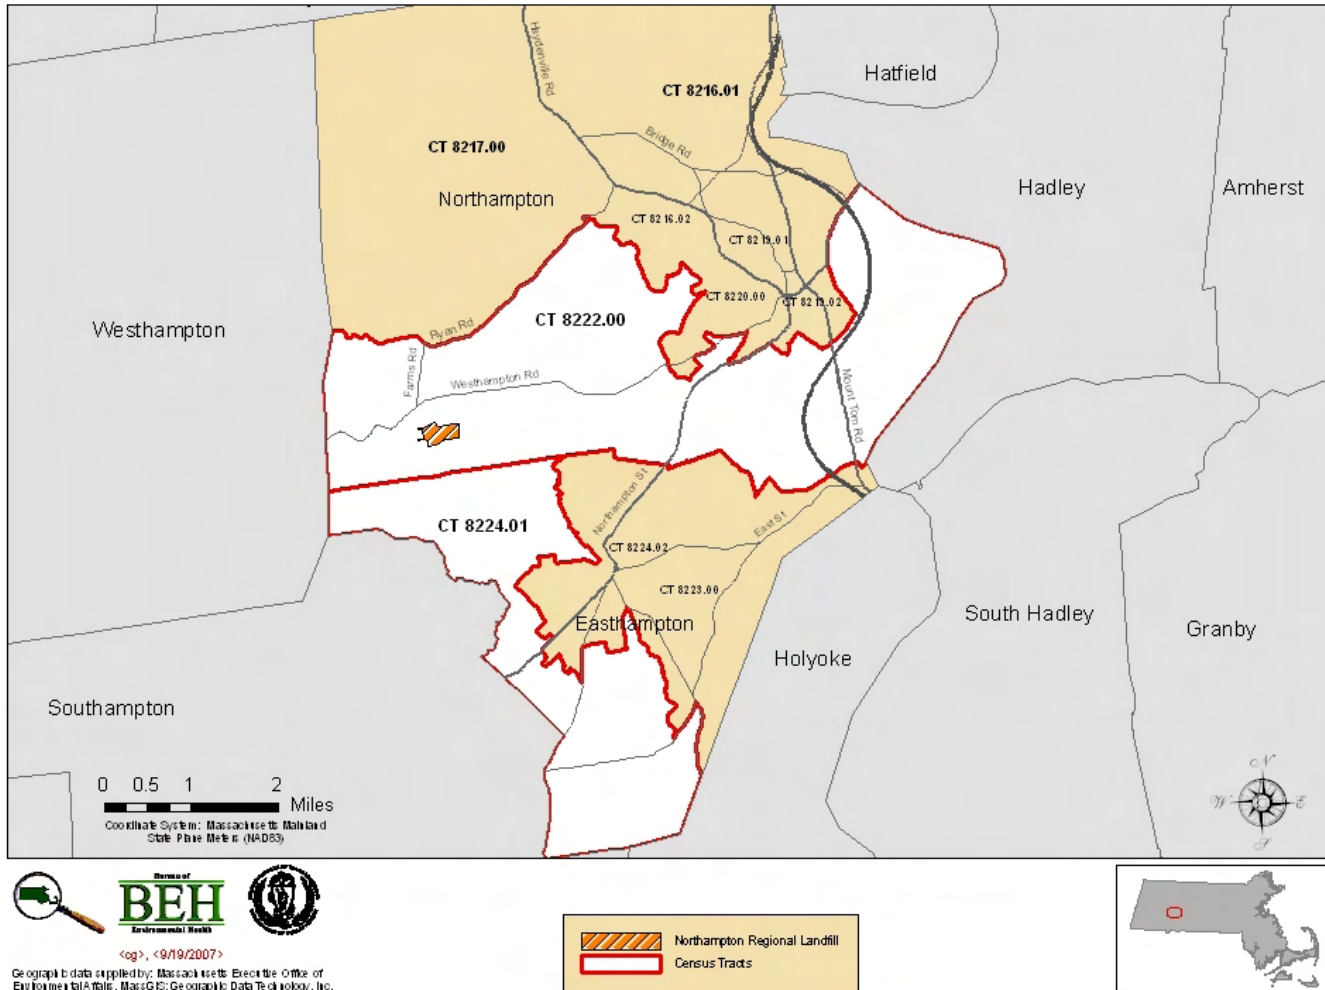 Hatfield
CT 8216.01
Haydenville Rd
Bridge Rd
CT 8217.00
Northampton
Hadley
Amherst
CT 8216.02
CT 8219.01
CT 8220.00
CT 8219.02
Westhampton
Ryan Rd
CT 8222.00
Farms Rd
Westhampton Rd
Mount Tom Rd
Northampton St
CT 8224.01
East St
CT 8224.02
CT 8223.00
Easthampton
South Hadley
Granby
Holyoke
Southampton
0 0.5 1 2
Miles
Coordinate System: Massachusetts Mainland
State Plane Meters (NAD83)
N
W E
S
Bureau of
BEH
Environmental Health
<cg>, <9/19/2007>
Geographic data supplied by: Massachusetts Executive Office of
Environmental Affairs, MassGIS; Geographic Data Technology, Inc.
Northampton Regional Landfill
Census Tracts